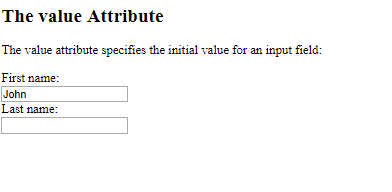 The value Attribute
The value attribute specifies the initial value for an input field:
First name:
John
Last name: